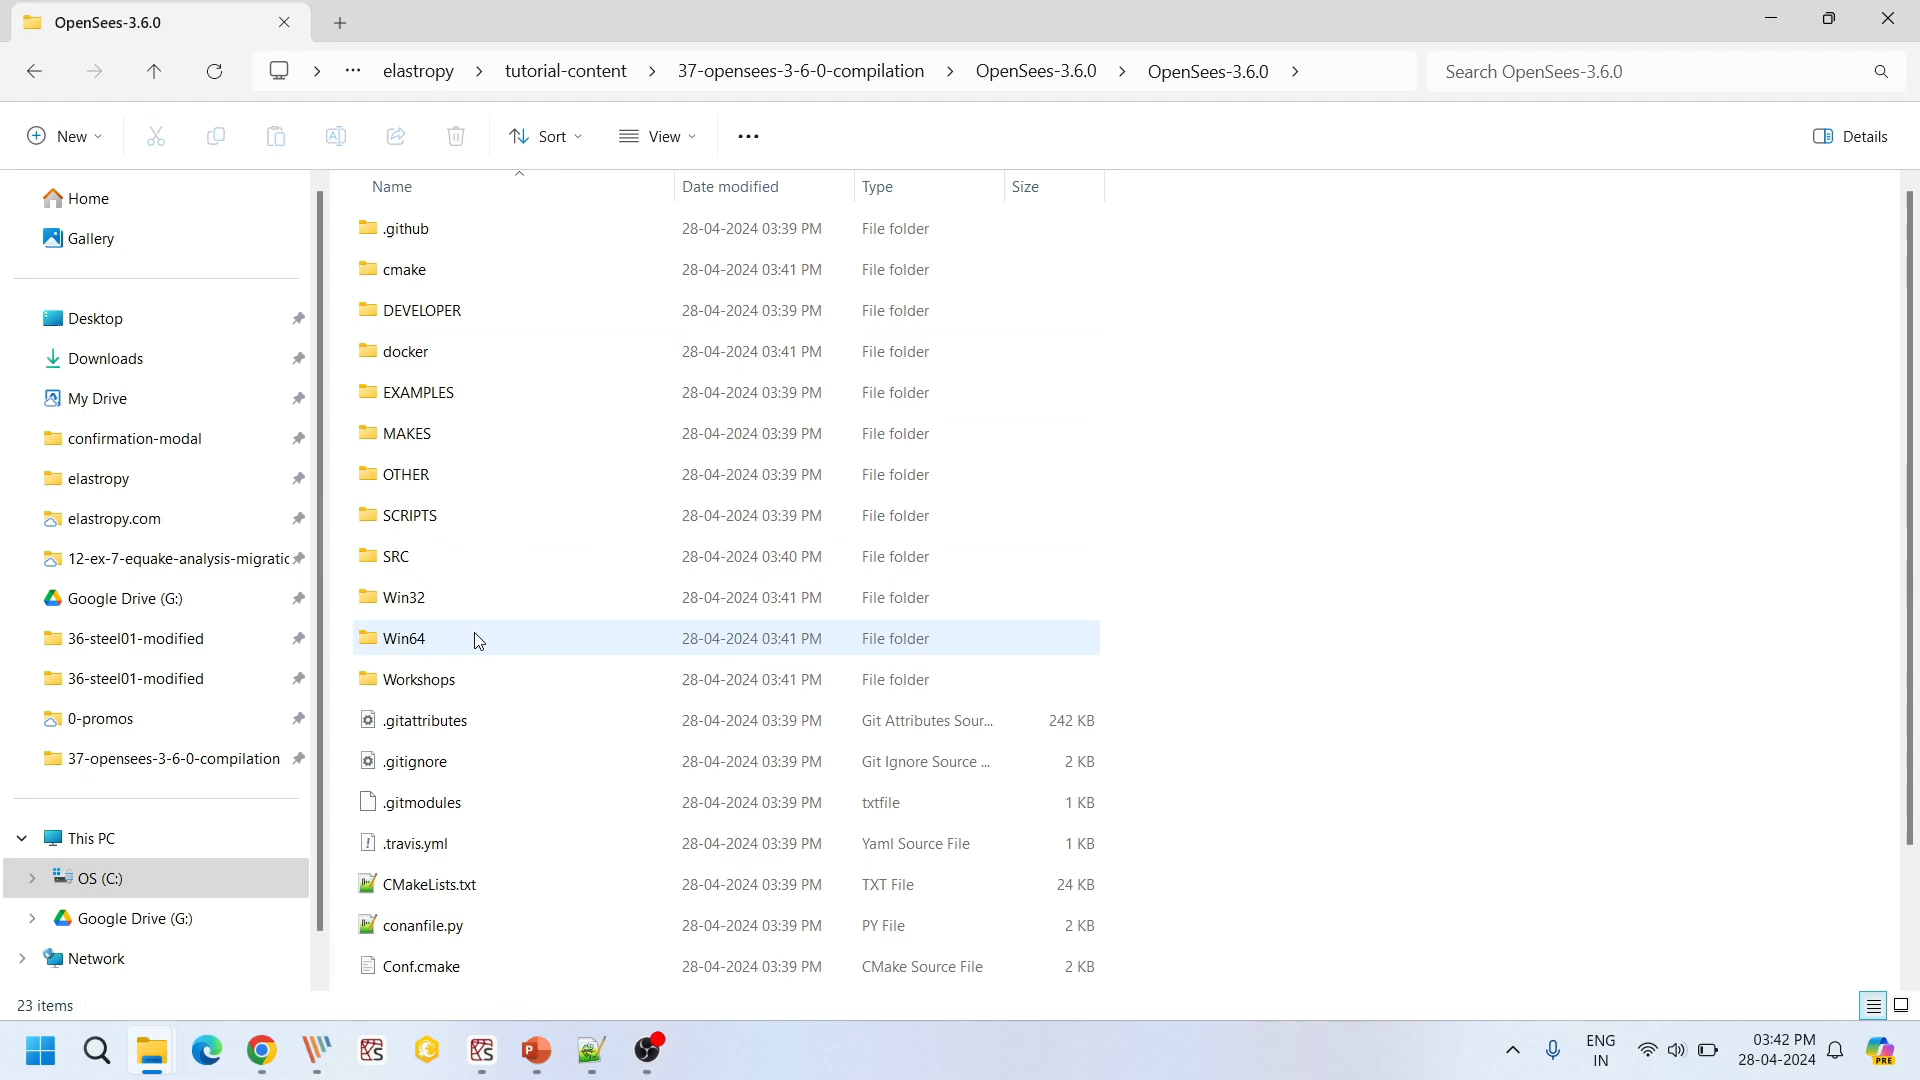 OpenSees-3.6.0
elastropy tutorial-content 37-opensees-3-6-0-compilation OpenSees-3.6.0 OpenSees-3.6.0 Search OpenSees-3.6.0
New Sort View Details
Name Date modified Type Size
Home
Gallery
Desktop
Downloads
My Drive
confirmation-modal
elastropy
elastropy.com
12-ex-7-equake-analysis-migratic
Google Drive (G:)
36-steel01-modified
36-steel01-modified
0-promos
37-opensees-3-6-0-compilation
This PC
OS (C:)
Google Drive (G:)
Network
.github 28-04-2024 03:39 PM File folder
cmake 28-04-2024 03:41 PM File folder
DEVELOPER 28-04-2024 03:39 PM File folder
docker 28-04-2024 03:41 PM File folder
EXAMPLES 28-04-2024 03:39 PM File folder
MAKES 28-04-2024 03:39 PM File folder
OTHER 28-04-2024 03:39 PM File folder
SCRIPTS 28-04-2024 03:39 PM File folder
SRC 28-04-2024 03:40 PM File folder
Win32 28-04-2024 03:41 PM File folder
Win64 28-04-2024 03:41 PM File folder
Workshops 28-04-2024 03:41 PM File folder
.gitattributes 28-04-2024 03:39 PM Git Attributes Sour... 242 KB
.gitignore 28-04-2024 03:39 PM Git Ignore Source ... 2 KB
.gitmodules 28-04-2024 03:39 PM txtfile 1 KB
.travis.yml 28-04-2024 03:39 PM Yaml Source File 1 KB
CMakeLists.txt 28-04-2024 03:39 PM TXT File 24 KB
conanfile.py 28-04-2024 03:39 PM PY File 2 KB
Conf.cmake 28-04-2024 03:39 PM CMake Source File 2 KB
23 items
ENG 03:42 PM
IN 28-04-2024
PRE